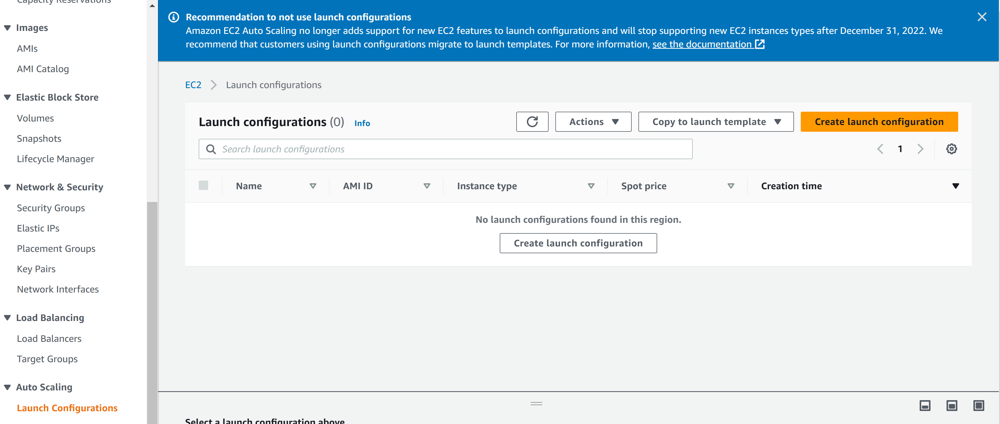 Capacity Reservations
Images
AMIs
AMI Catalog
Elastic Block Store
Volumes
Snapshots
Lifecycle Manager
Network & Security
Security Groups
Elastic IPs
Placement Groups
Key Pairs
Network Interfaces
Load Balancing
Load Balancers
Target Groups
Auto Scaling
Launch Configurations
Recommendation to not use launch configurations
Amazon EC2 Auto Scaling no longer adds support for new EC2 features to launch configurations and will stop supporting new EC2 instances types after December 31, 2022. We
recommend that customers using launch configurations migrate to launch templates. For more information, see the documentation
EC2 Launch configurations
Launch configurations (0) Info Actions Copy to launch template Create launch configuration
Search launch configurations 1
Name AMI ID Instance type Spot price Creation time
No launch configurations found in this region.
Create launch configuration
Select a launch configuration above